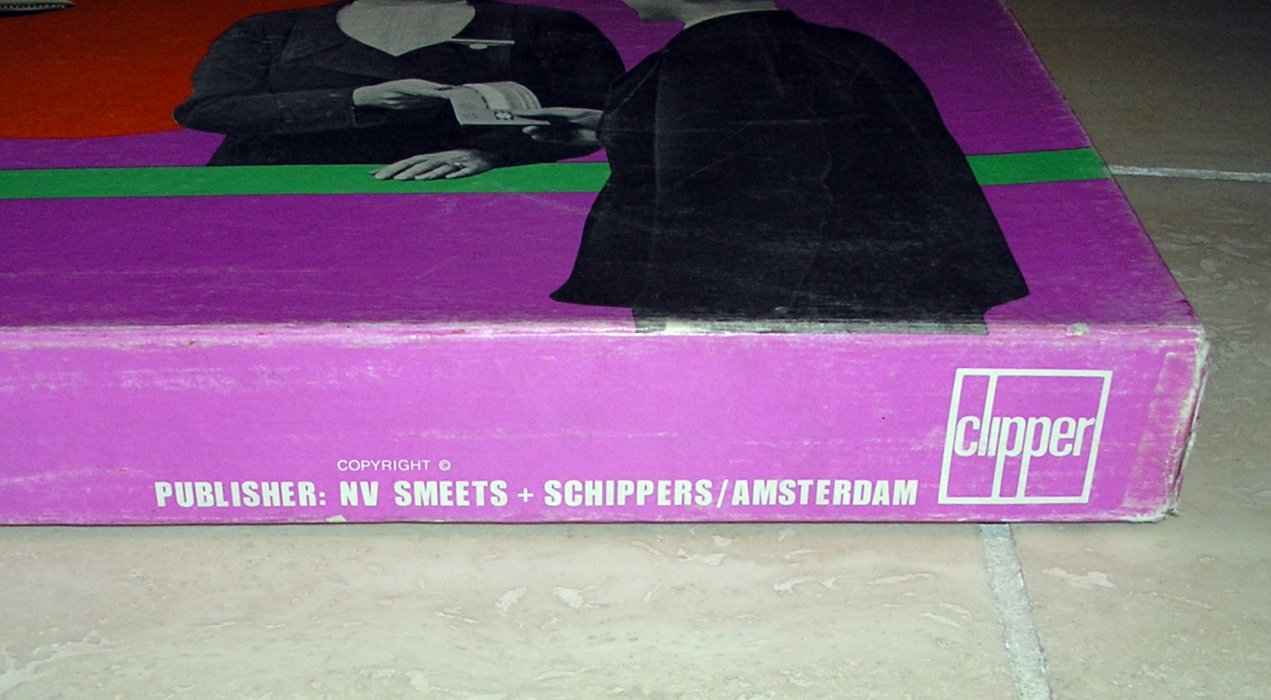 COPYRIGHT ©
PUBLISHER: NV SMEETS + SCHIPPERS/AMSTERDAM
clipper